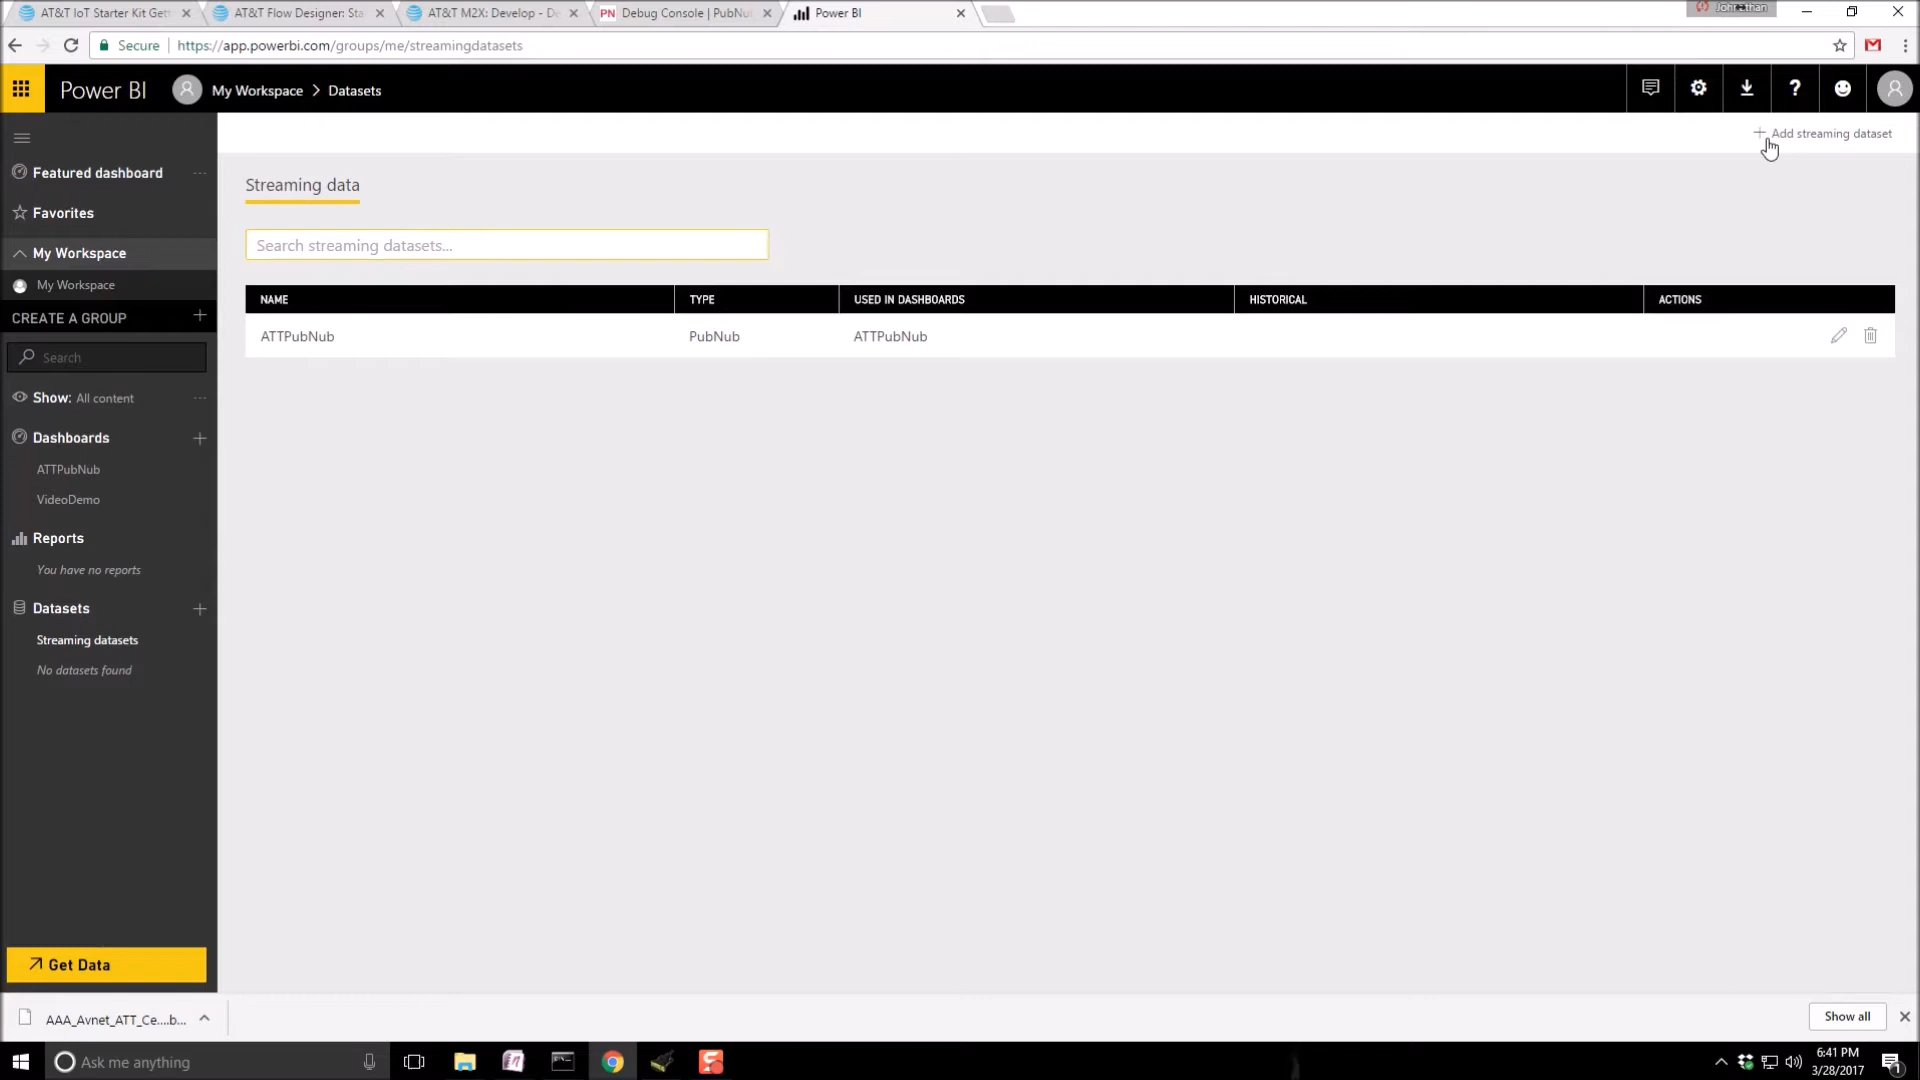 AT&T IoT Starter Kit Gett
AT&T Flow Designer: Sta
AT&T M2X: Develop - De
PN Debug Console | PubNu
Power BI
Johnathan
Secure | https://app.powerbi.com/groups/me/streamingdatasets
Power BI My Workspace > Datasets
?
Add streaming dataset
Featured dashboard ...
Favorites
My Workspace
My Workspace
CREATE A GROUP +
Search
Show: All content ...
Dashboards +
ATTPubNub
VideoDemo
Reports
You have no reports
Datasets +
Streaming datasets
No datasets found
Get Data
Streaming data
Search streaming datasets...
NAME TYPE USED IN DASHBOARDS HISTORICAL ACTIONS
ATTPubNub PubNub ATTPubNub
AAA_Avnet_ATT_Ce....b...
Show all
Ask me anything
6:41 PM
3/28/2017
1